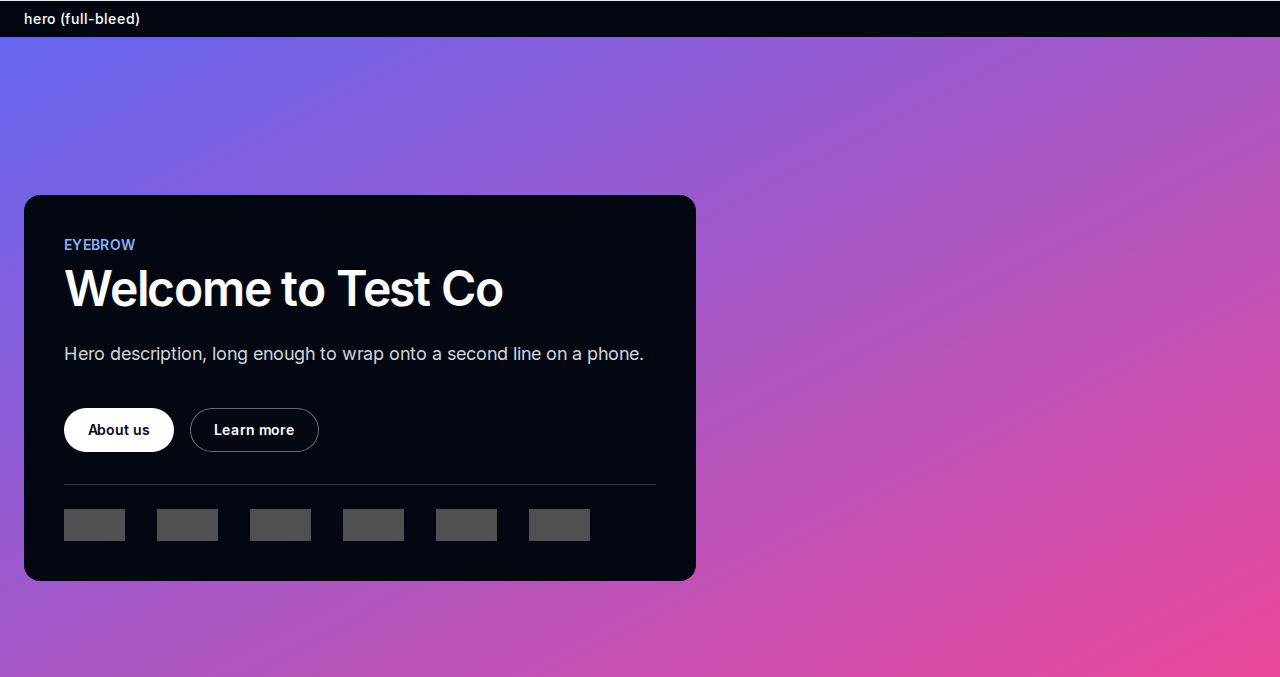 hero (full-bleed)
EYEBROW
Welcome to Test Co
Hero description, long enough to wrap onto a second line on a phone.
About us
Learn more